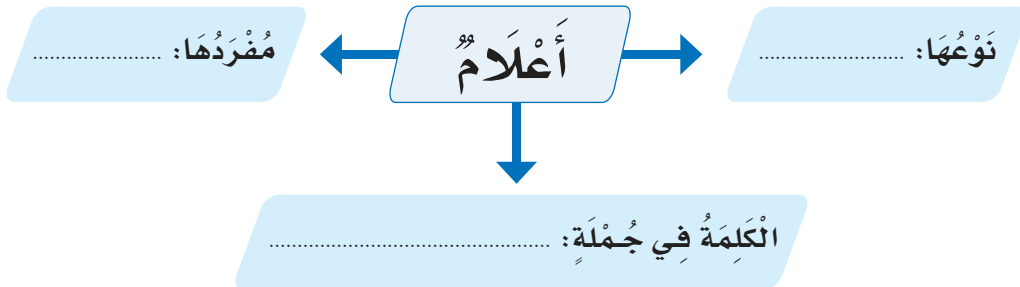 نَوْعُهَا: ........................
أَعْلَامٌ
مُفْرَدُهَا: .....................
الْكَلِمَةُ فِي جُمْلَةٍ: ...............................................